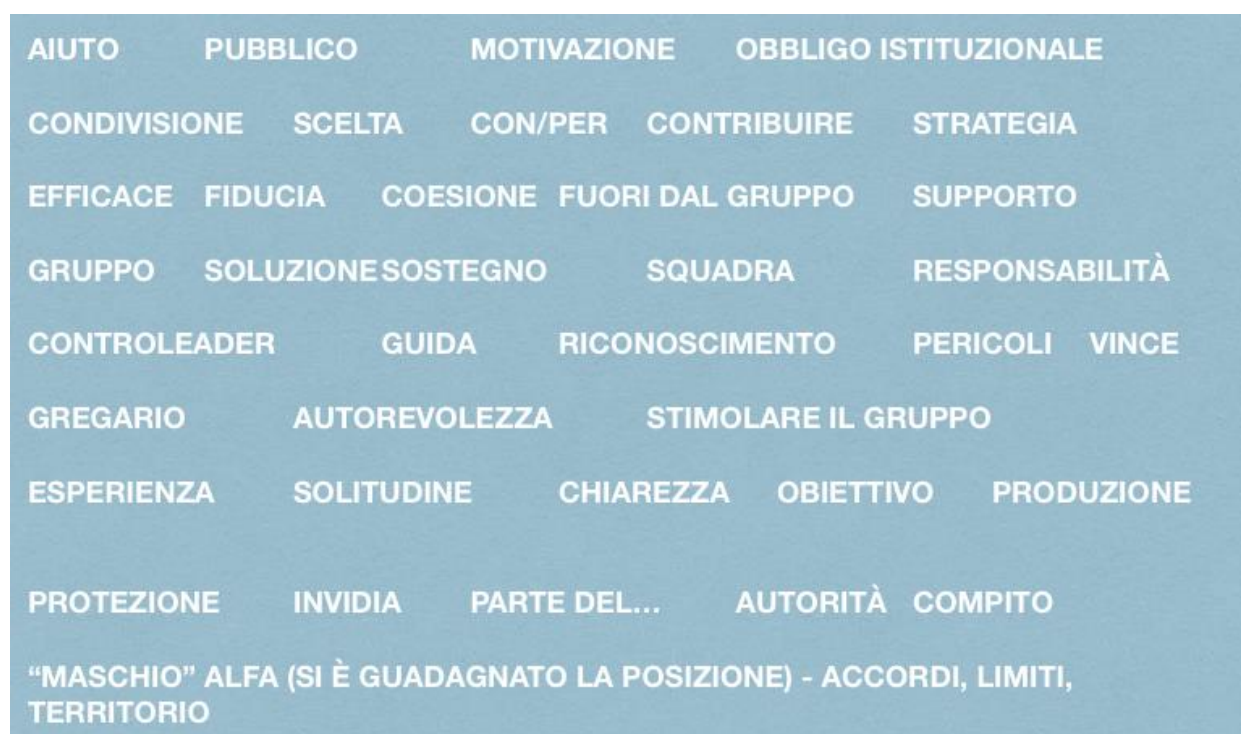 AIUTO PUBBLICO MOTIVAZIONE OBBLIGO ISTITUZIONALE
CONDIVISIONE SCELTA CON/PER CONTRIBUIRE STRATEGIA
EFFICACE FIDUCIA COESIONE FUORI DAL GRUPPO SUPPORTO
GRUPPO SOLUZIONE SOSTEGNO SQUADRA RESPONSABILITÀ
CONTROLEADER GUIDA RICONOSCIMENTO PERICOLI VINCE
GREGARIO AUTOREVOLEZZA STIMOLARE IL GRUPPO
ESPERIENZA SOLITUDINE CHIAREZZA OBIETTIVO PRODUZIONE
PROTEZIONE INVIDIA PARTE DEL… AUTORITÀ COMPITO
“MASCHIO” ALFA (SI È GUADAGNATO LA POSIZIONE) - ACCORDI, LIMITI,
TERRITORIO